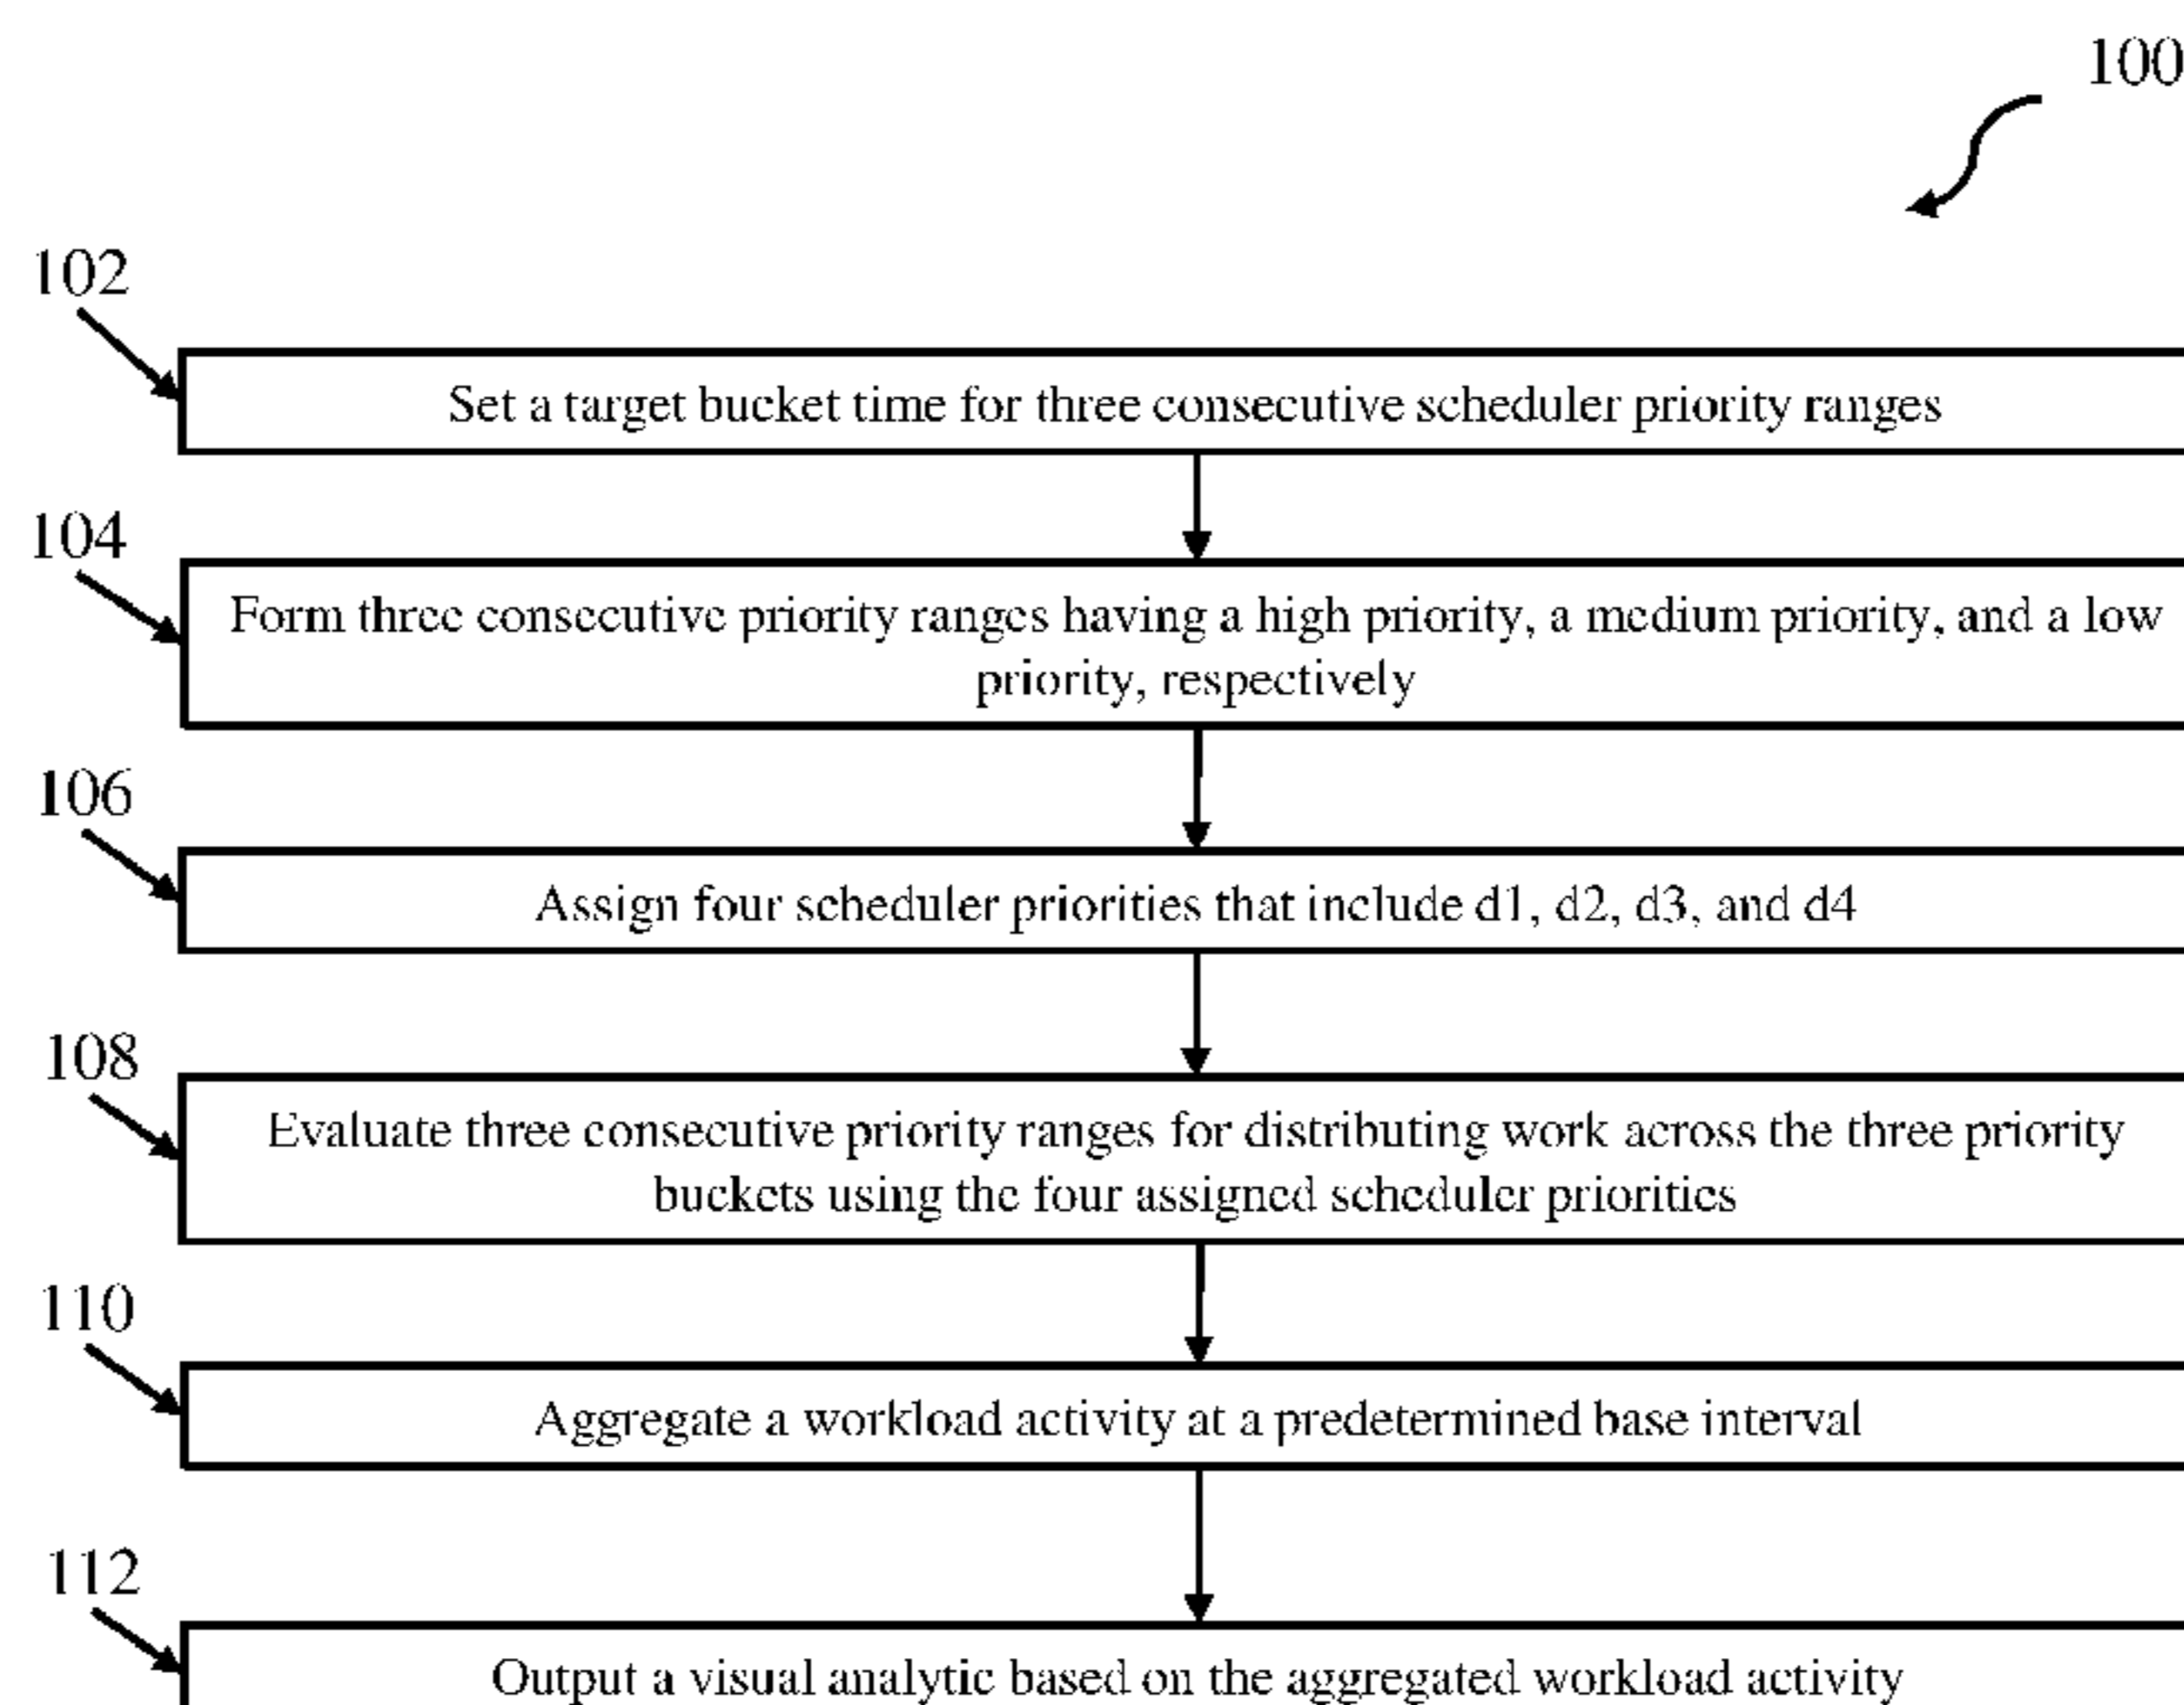 100
102
Set a target bucket time for three consecutive scheduler priority ranges
104
Form three consecutive priority ranges having a high priority, a medium priority, and a low
priority, respectively
106
Assign four scheduler priorities that include d1, d2, d3, and d4
108
Evaluate three consecutive priority ranges for distributing work across the three priority
buckets using the four assigned scheduler priorities
110
Aggregate a workload activity at a predetermined base interval
112
Output a visual analytic based on the aggregated workload activity